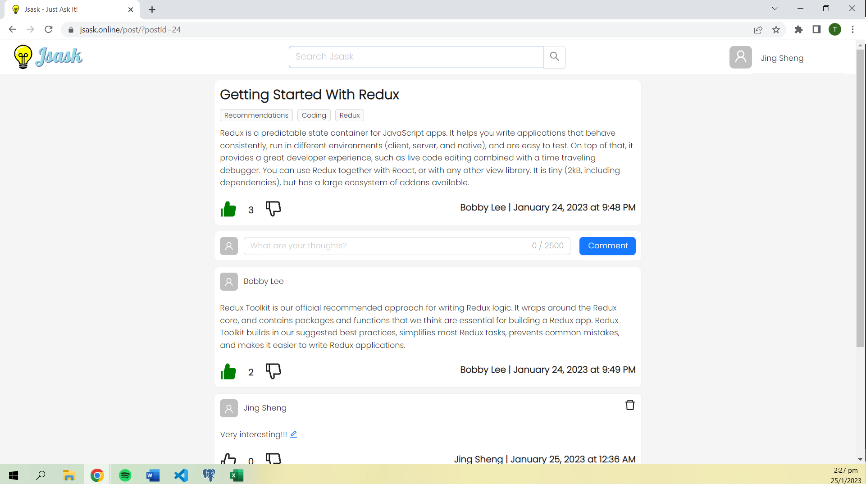 Jsask - Just Ask It!
jsask.online/post/?postId=24
T
Jsask
Search Jsask
Jing Sheng
Getting Started With Redux
Recommendations
Coding
Redux
Redux is a predictable state container for JavaScript apps. It helps you write applications that behave
consistently, run in different environments (client, server, and native), and are easy to test. On top of that, it
provides a great developer experience, such as live code editing combined with a time traveling
debugger. You can use Redux together with React, or with any other view library. It is tiny (2kB, including
dependencies), but has a large ecosystem of addons available.
3
Bobby Lee | January 24, 2023 at 9:48 PM
What are your thoughts?
0 / 2500
Comment
Bobby Lee
Redux Toolkit is our official recommended approach for writing Redux logic. It wraps around the Redux
core, and contains packages and functions that we think are essential for building a Redux app. Redux
Toolkit builds in our suggested best practices, simplifies most Redux tasks, prevents common mistakes,
and makes it easier to write Redux applications.
2
Bobby Lee | January 24, 2023 at 9:49 PM
Jing Sheng
Very interesting!!!
0
Jing Sheng | January 25, 2023 at 12:36 AM
2:27 pm
25/1/2023